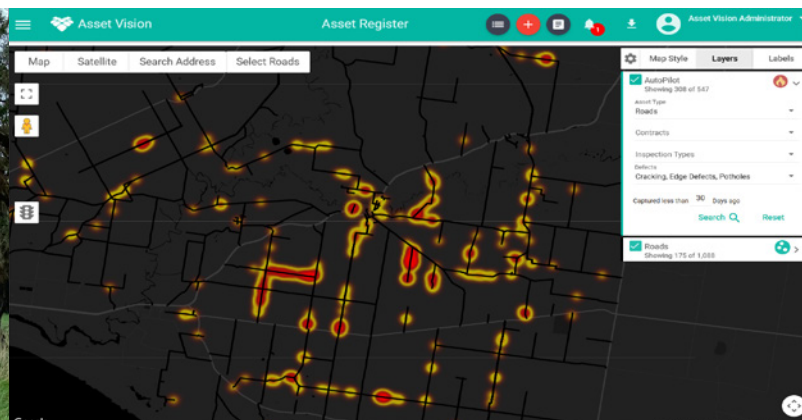 Asset Vision
Asset Register
1
Asset Vision Administrator
Map
Satellite
Search Address
Select Roads
Map Style
Layers
Labels
AutoPilot
Showing 308 of 547
Asset Type
Roads
Contracts
Inspection Types
Defects
Cracking, Edge Defects, Potholes
Captured less than 30 Days ago
Search
Reset
Roads
Showing 175 of 1,088